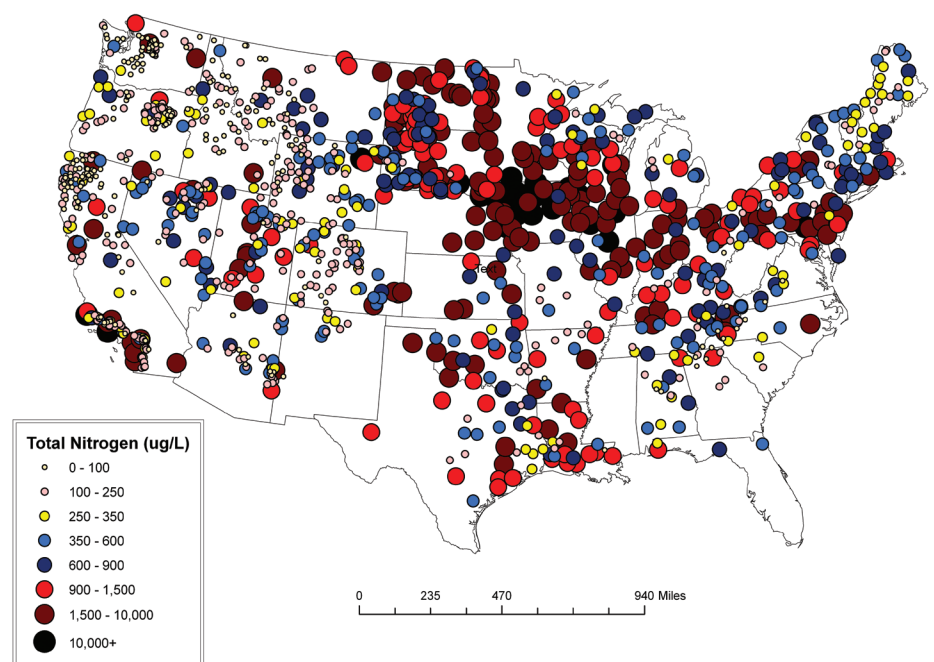 Text
Total Nitrogen (ug/L)
0 - 100
100 - 250
250 - 350
350 - 600
600 - 900
900 - 1,500
1,500 - 10,000
10,000+
0 235 470 940 Miles